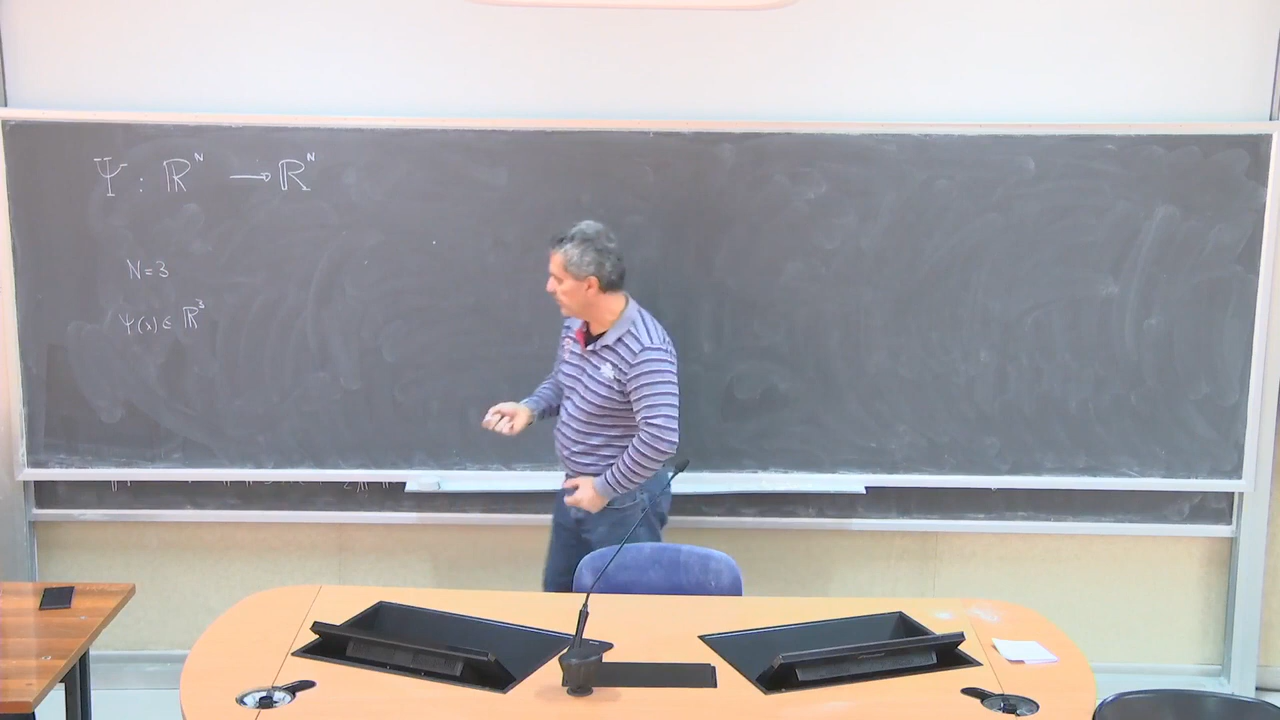 Ψ : ℝᴺ → ℝᴺ
N=3
Ψ(x) ∈ ℝ³